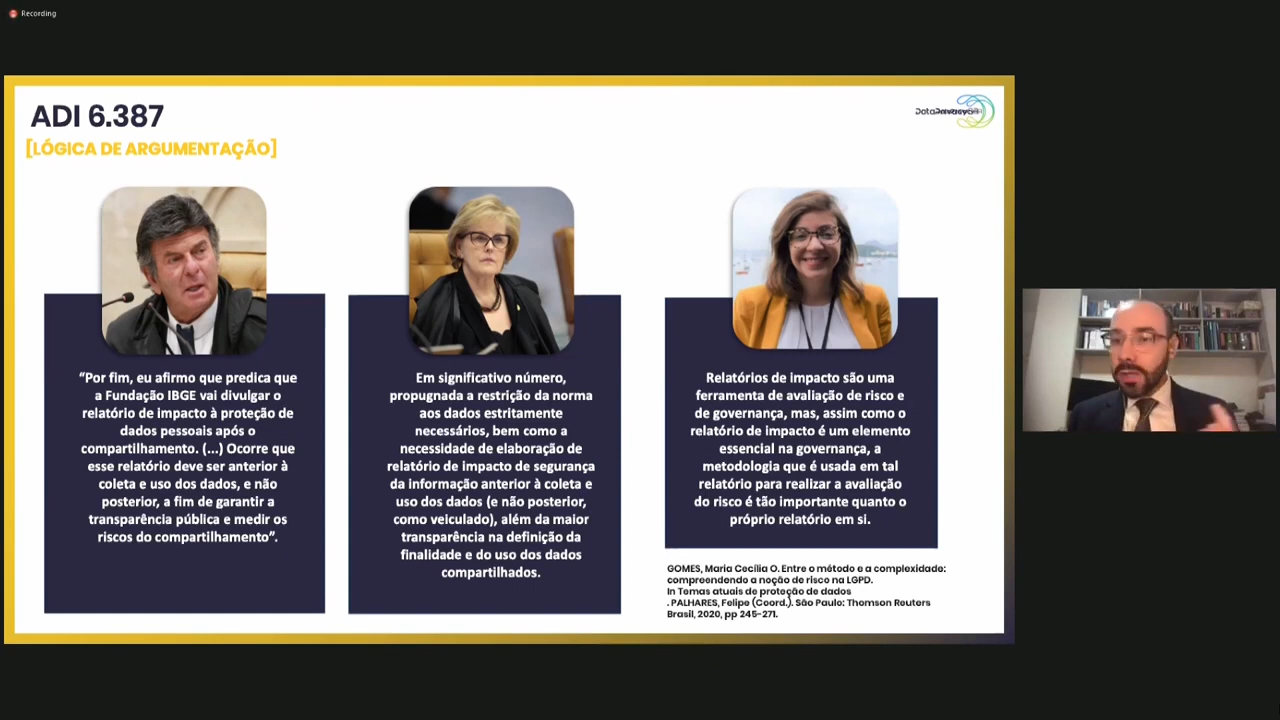 Recording
ADI 6.387
[LÓGICA DE ARGUMENTAÇÃO]
“Por fim, eu afirmo que predica que
a Fundação IBGE vai divulgar o
relatório de impacto à proteção de
dados pessoais após o
compartilhamento. (...) Ocorre que
esse relatório deve ser anterior à
coleta e uso dos dados, e não
posterior, a fim de garantir a
transparência pública e medir os
riscos do compartilhamento”.
Em significativo número,
propugnada a restrição da norma
aos dados estritamente
necessários, bem como a
necessidade de elaboração de
relatório de impacto de segurança
da informação anterior à coleta e
uso dos dados (e não posterior,
como veiculado), além da maior
transparência na definição da
finalidade e do uso dos dados
compartilhados.
Relatórios de impacto são uma
ferramenta de avaliação de risco e
de governança, mas, assim como o
relatório de impacto é um elemento
essencial na governança, a
metodologia que é usada em tal
relatório para realizar a avaliação
do risco é tão importante quanto o
próprio relatório em si.
GOMES, Maria Cecília O. Entre o método e a complexidade:
compreendendo a noção de risco na LGPD.
In Temas atuais de proteção de dados
. PALHARES, Felipe (Coord.). São Paulo: Thomson Reuters
Brasil, 2020, pp 245-271.